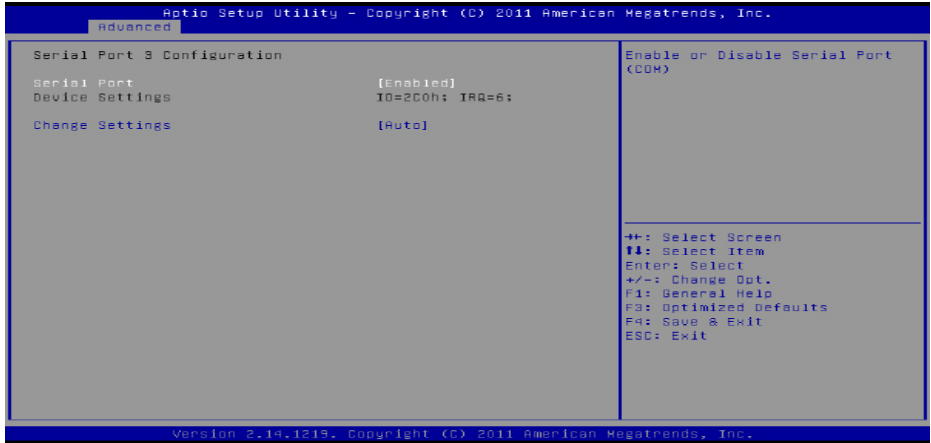 Aptio Setup Utility – Copyright (C) 2011 American Megatrends, Inc.
Advanced
Serial Port 3 Configuration
Serial Port [Enabled]
Device Settings IO=2C0h; IRQ=6;
Change Settings [Auto]
Enable or Disable Serial Port
(COM)
→←: Select Screen
↑↓: Select Item
Enter: Select
+/-: Change Opt.
F1: General Help
F3: Optimized Defaults
F4: Save & Exit
ESC: Exit
Version 2.14.1219. Copyright (C) 2011 American Megatrends, Inc.